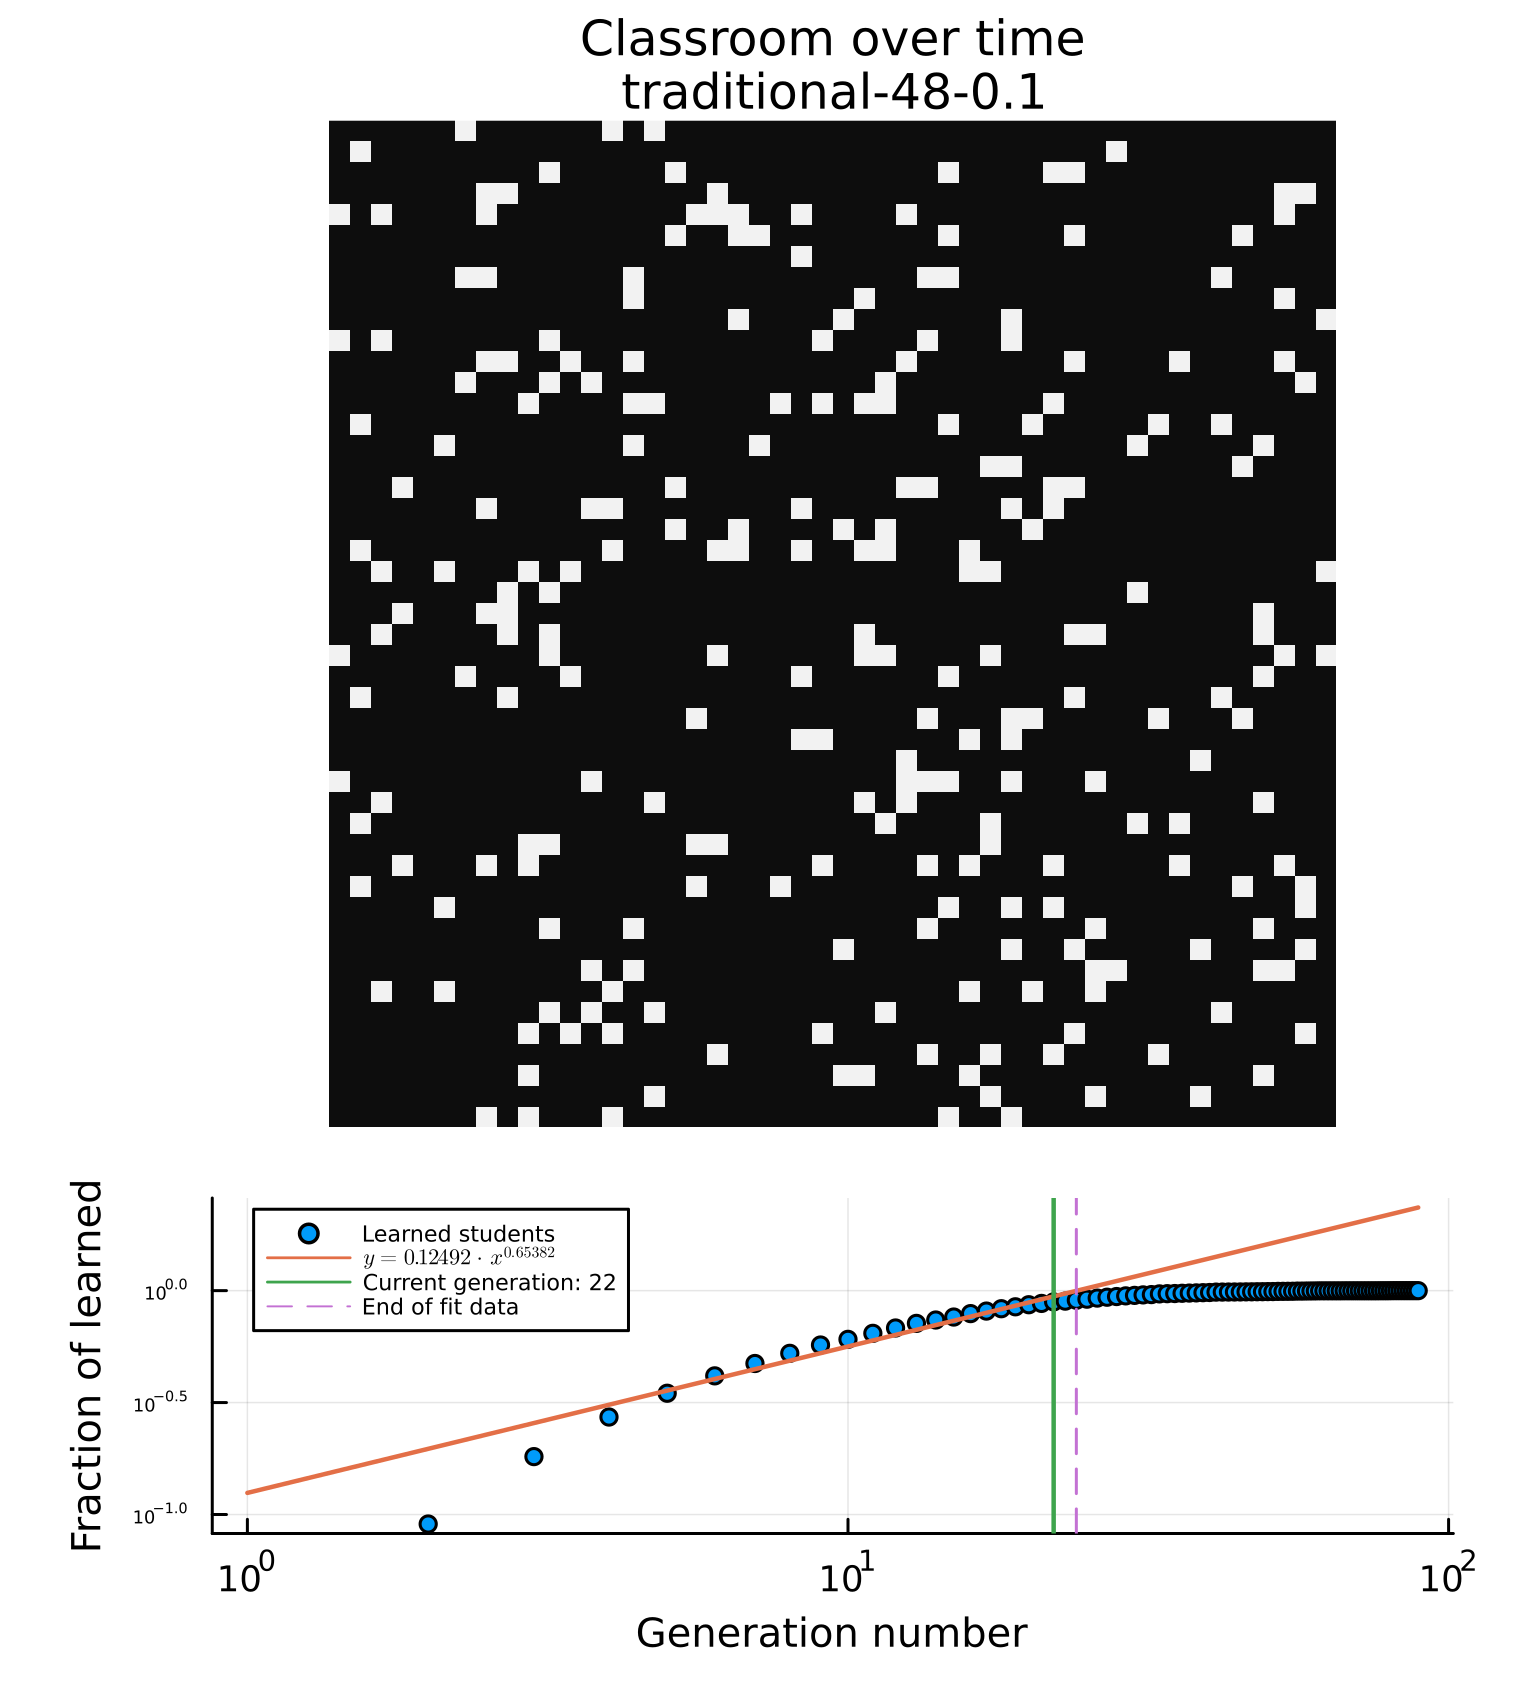 Classroom over time
traditional-48-0.1
Fraction of learned
Learned students
y = 0.12492 · x^0.65382
Current generation: 22
End of fit data
10^0.0
10^−0.5
10^−1.0
10^0 10^1 10^2
Generation number